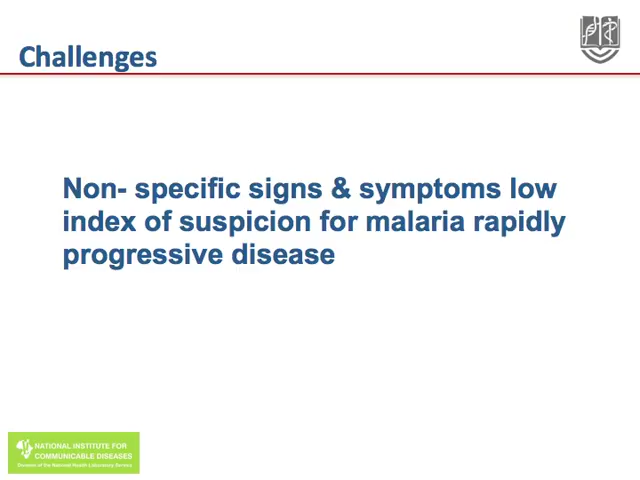 Challenges
Non- specific signs & symptoms low
index of suspicion for malaria rapidly
progressive disease
NATIONAL INSTITUTE FOR
COMMUNICABLE DISEASES
Division of the National Health Laboratory Service